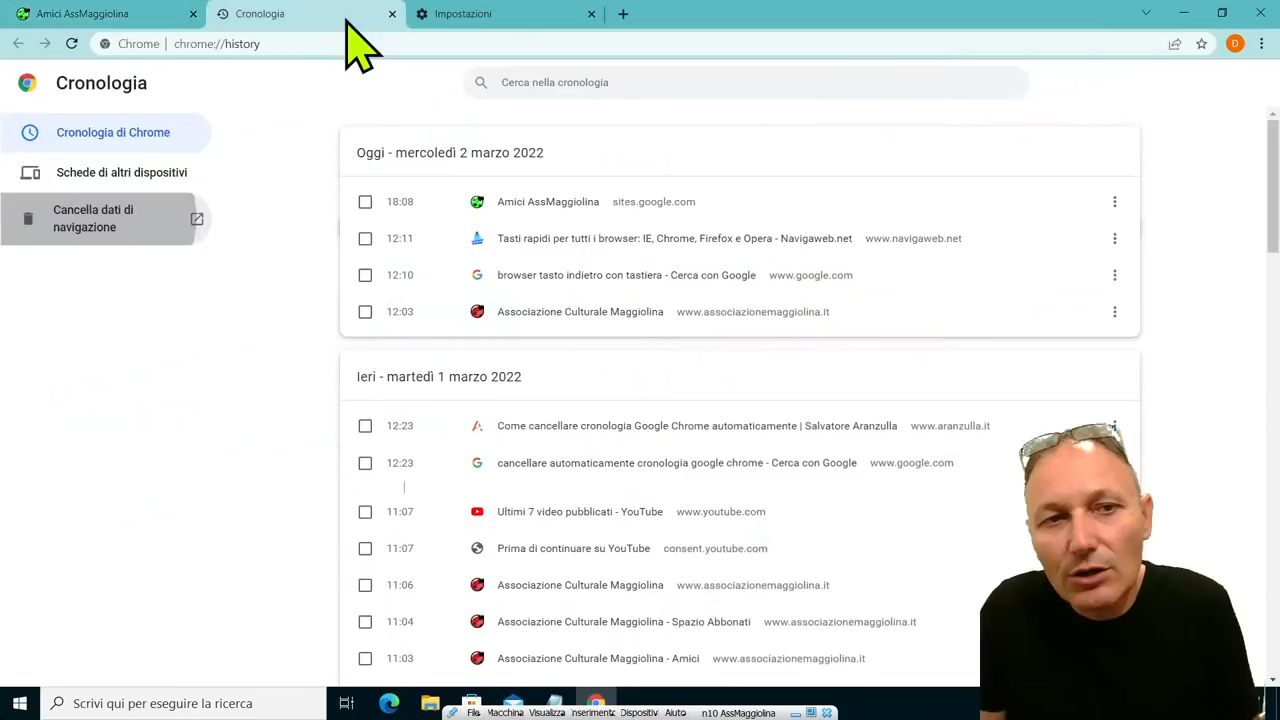 Amici AssMaggiolina
Cronologia
Impostazioni
Chrome | chrome://history
D
Cronologia
Cerca nella cronologia
Cronologia di Chrome
Schede di altri dispositivi
Cancella dati di
navigazione
Oggi - mercoledì 2 marzo 2022
18:08 Amici AssMaggiolina sites.google.com
12:11 Tasti rapidi per tutti i browser: IE, Chrome, Firefox e Opera - Navigaweb.net www.navigaweb.net
12:10 browser tasto indietro con tastiera - Cerca con Google www.google.com
12:03 Associazione Culturale Maggiolina www.associazionemaggiolina.it
Ieri - martedì 1 marzo 2022
12:23 Come cancellare cronologia Google Chrome automaticamente | Salvatore Aranzulla www.aranzulla.it
12:23 cancellare automaticamente cronologia google chrome - Cerca con Google www.google.com
11:07 Ultimi 7 video pubblicati - YouTube www.youtube.com
11:07 Prima di continuare su YouTube consent.youtube.com
11:06 Associazione Culturale Maggiolina www.associazionemaggiolina.it
11:04 Associazione Culturale Maggiolina - Spazio Abbonati www.associazionemaggiolina.it
11:03 Associazione Culturale Maggiolina - Amici www.associazionemaggiolina.it
Scrivi qui per eseguire la ricerca
File Macchina Visualizza Inserimento Dispositivi Aiuto n10 AssMaggiolina